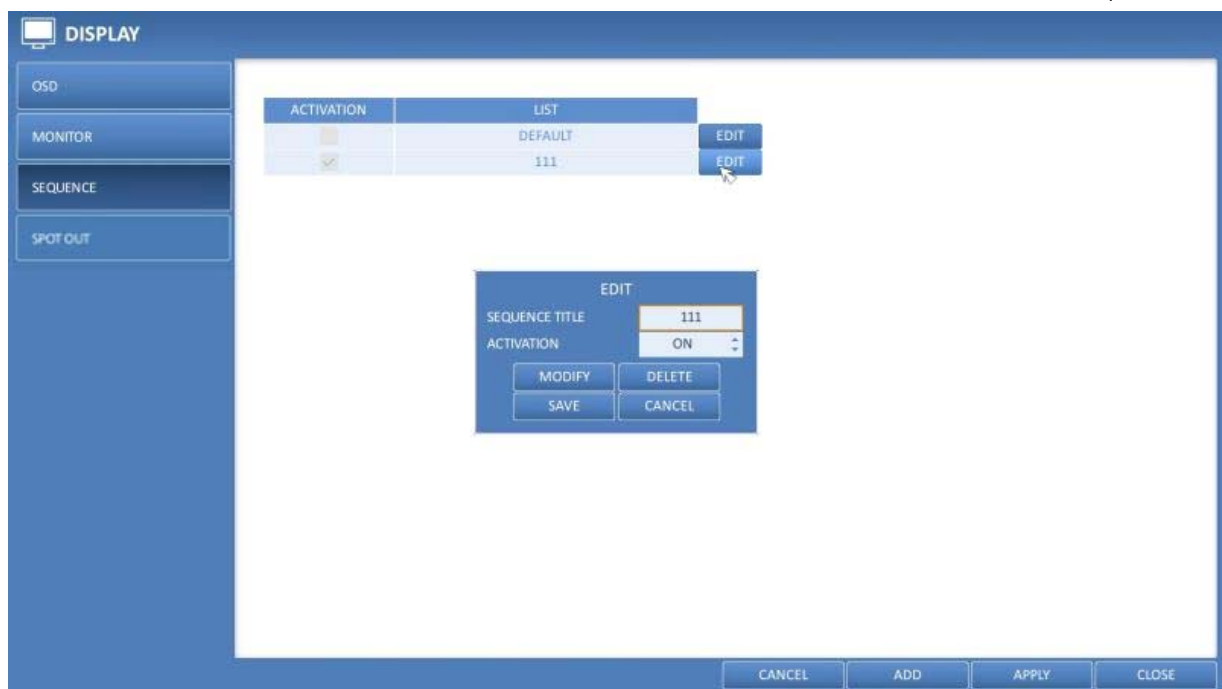 DISPLAY
OSD
MONITOR
SEQUENCE
SPOT OUT
ACTIVATION LIST
DEFAULT EDIT
111 EDIT
EDIT
SEQUENCE TITLE 111
ACTIVATION ON
MODIFY DELETE
SAVE CANCEL
CANCEL ADD APPLY CLOSE